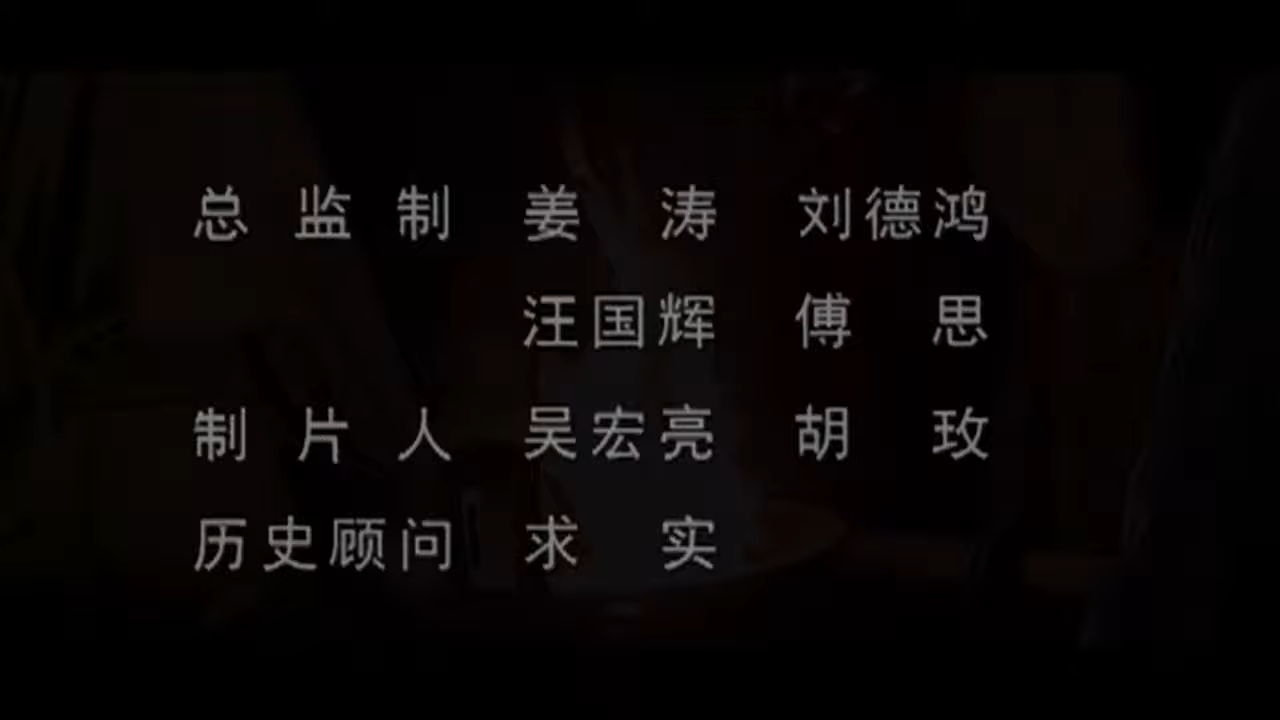 总监制 姜涛 刘德鸿
汪国辉 傅思
制片人 吴宏亮 胡玫
历史顾问 求实